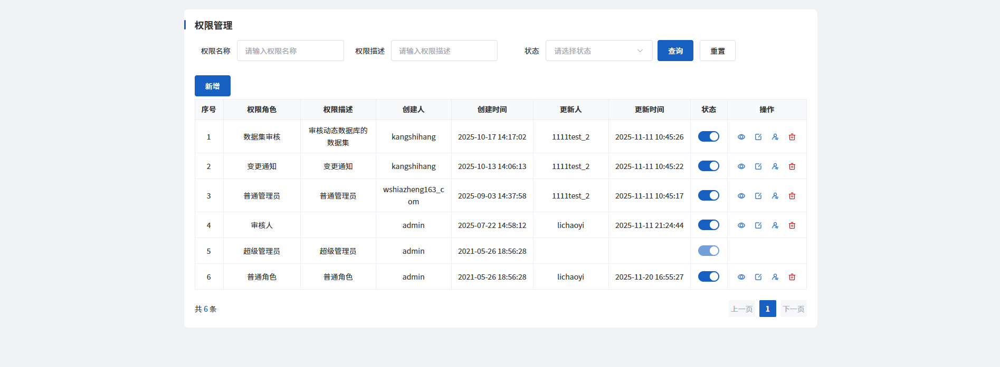 权限管理
权限名称 请输入权限名称 权限描述 请输入权限描述 状态 请选择状态 查询 重置
新增
序号 权限角色 权限描述 创建人 创建时间 更新人 更新时间 状态 操作
1 数据集审核 审核动态数据库的 kangshihang 2025-10-17 14:17:02 1111test_2 2025-11-11 10:45:26
数据集
2 变更通知 变更通知 kangshihang 2025-10-13 14:06:13 1111test_2 2025-11-11 10:45:22
3 普通管理员 普通管理员 wshiazheng163_c 2025-09-03 14:37:58 1111test_2 2025-11-11 10:45:17
om
4 审核人 admin 2025-07-22 14:58:12 lichaoyi 2025-11-11 21:24:44
5 超级管理员 超级管理员 admin 2021-05-26 18:56:28
6 普通角色 普通角色 admin 2021-05-26 18:56:28 lichaoyi 2025-11-20 16:55:27
共 6 条 上一页 1 下一页